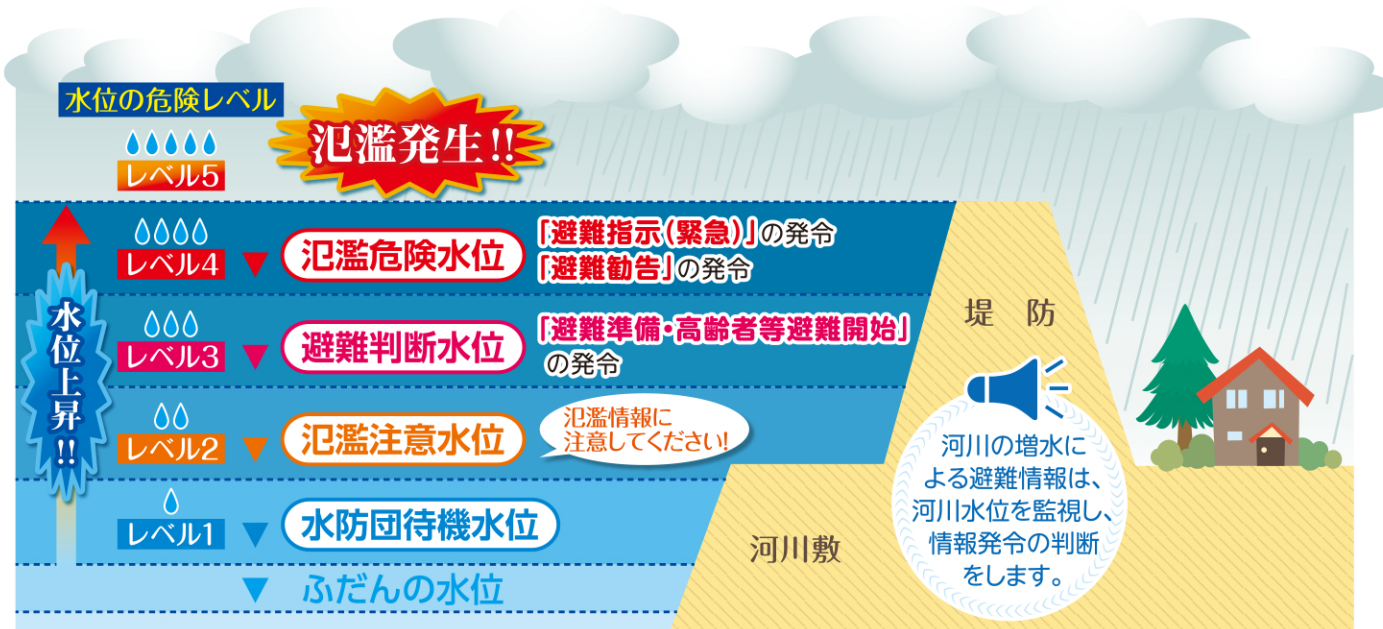 水位の危険レベル
レベル5
氾濫発生!!
レベル4
氾濫危険水位
「避難指示(緊急)」の発令
「避難勧告」の発令
水位上昇!!
レベル3
避難判断水位
「避難準備・高齢者等避難開始」
の発令
レベル2
氾濫注意水位
氾濫情報に
注意してください!
レベル1
水防団待機水位
ふだんの水位
堤 防
河川の増水に
よる避難情報は、
河川水位を監視し、
情報発令の判断
をします。
河川敷